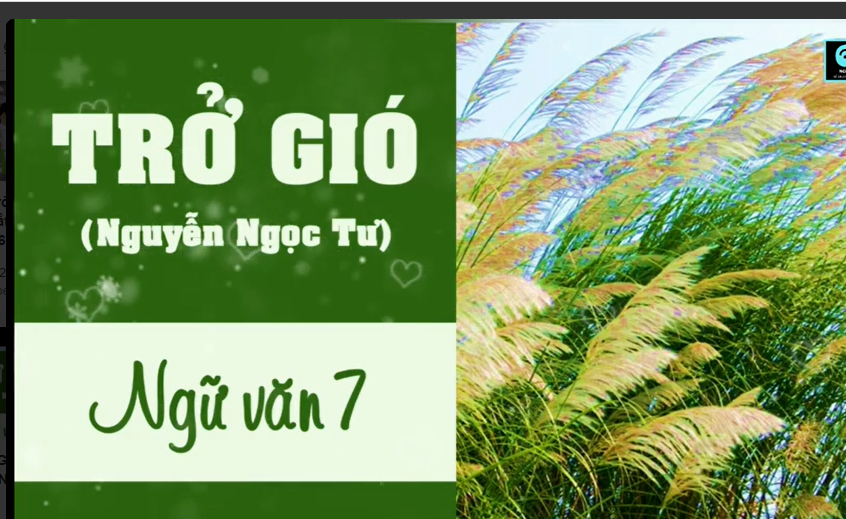 TRỞ GIÓ
(Nguyễn Ngọc Tư)
Ngữ văn 7